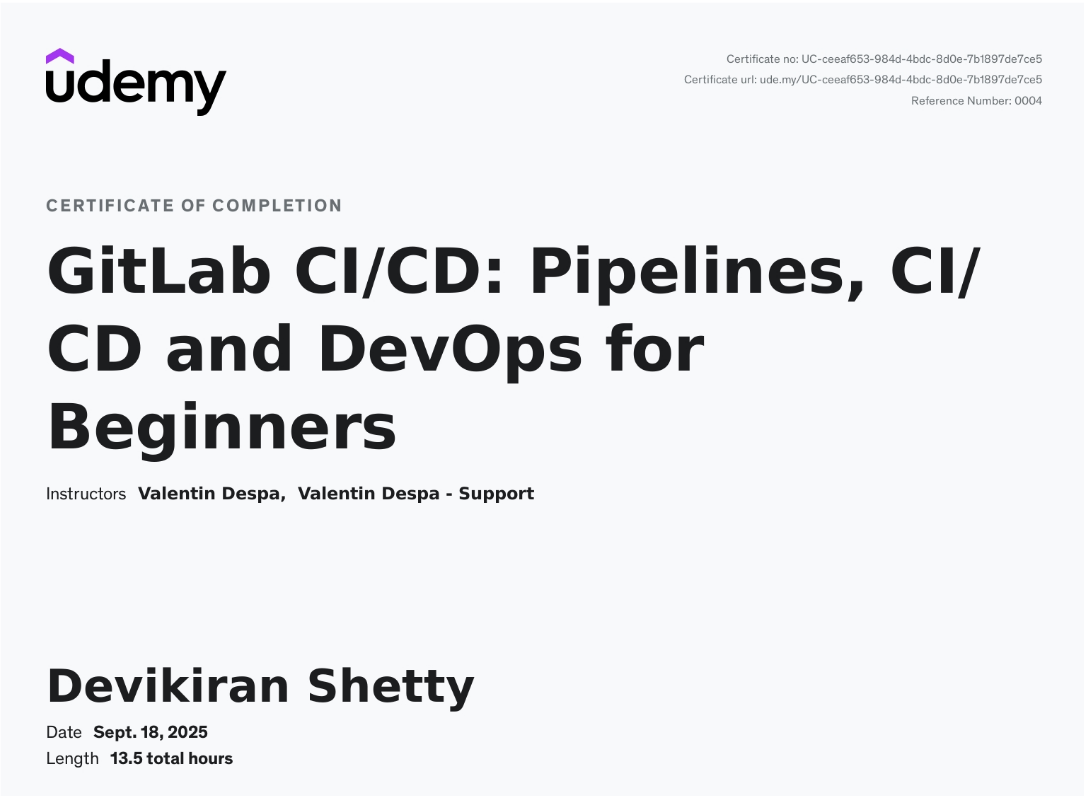 udemy
Certificate no: UC-ceeaf653-984d-4bdc-8d0e-7b1897de7ce5
Certificate url: ude.my/UC-ceeaf653-984d-4bdc-8d0e-7b1897de7ce5
Reference Number: 0004
CERTIFICATE OF COMPLETION
GitLab CI/CD: Pipelines, CI/
CD and DevOps for
Beginners
Instructors Valentin Despa, Valentin Despa - Support
Devikiran Shetty
Date Sept. 18, 2025
Length 13.5 total hours